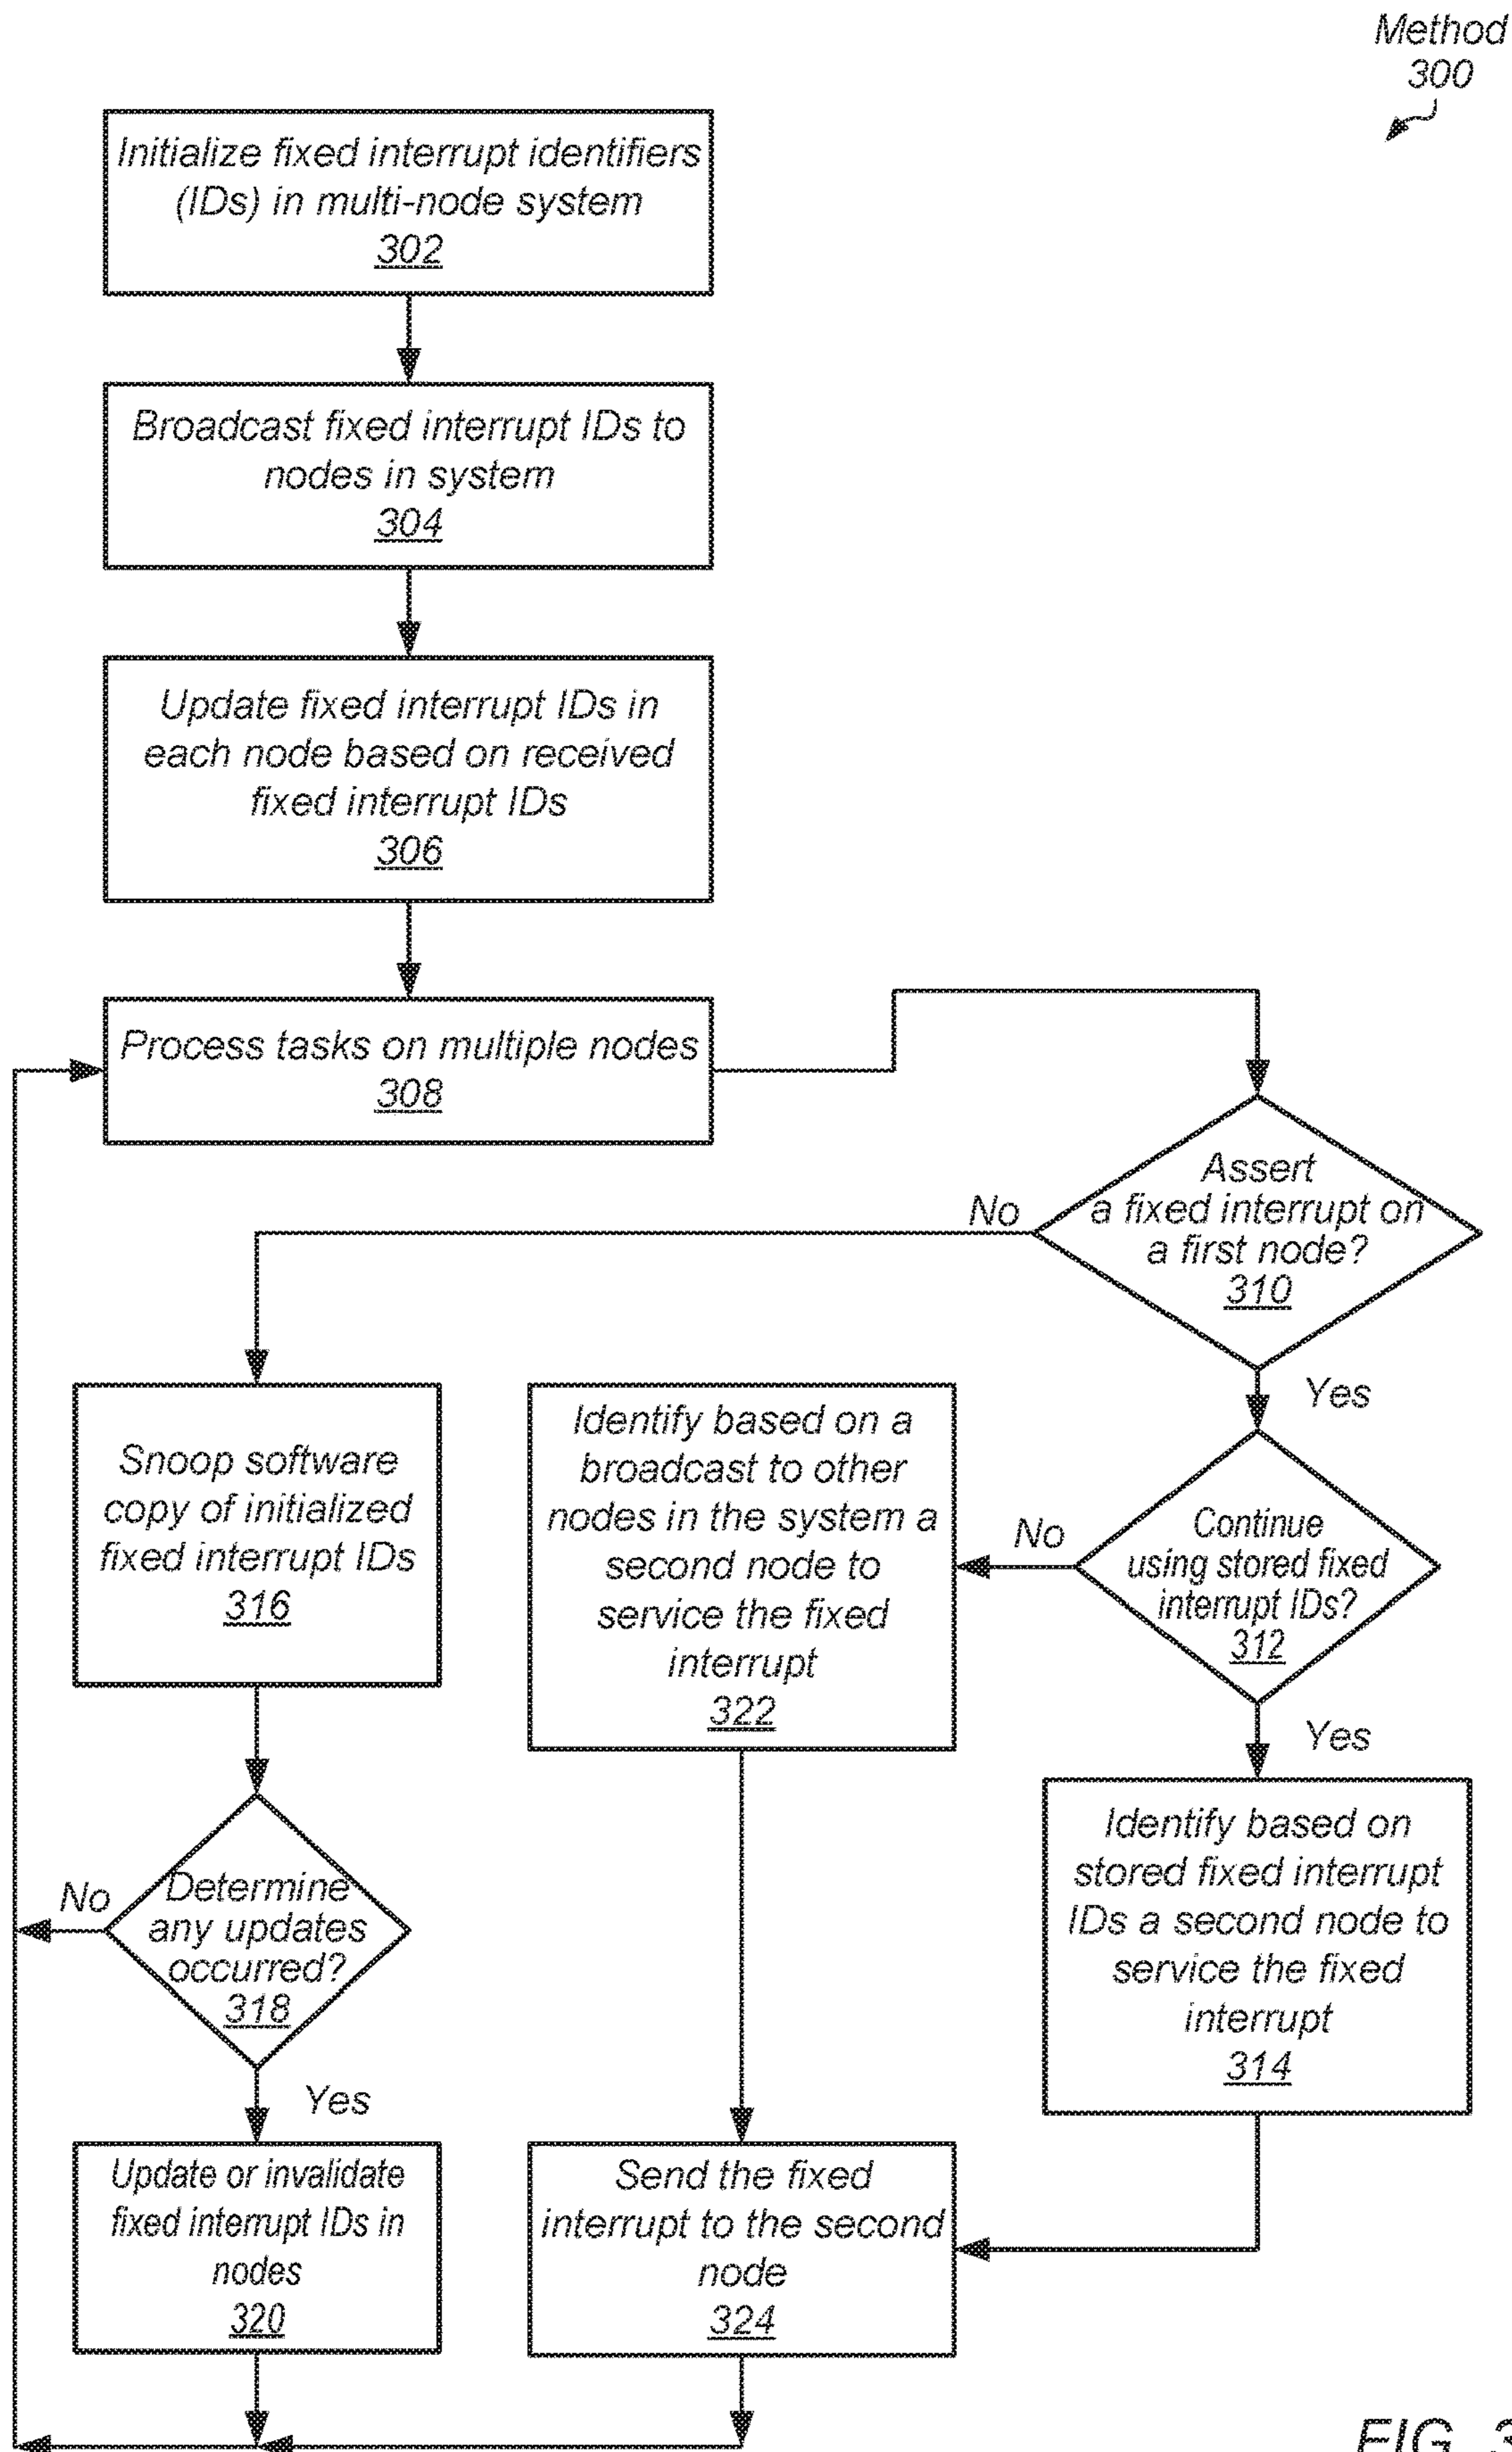 Method
300
Initialize fixed interrupt identifiers
(IDs) in multi-node system
302
Broadcast fixed interrupt IDs to
nodes in system
304
Update fixed interrupt IDs in
each node based on received
fixed interrupt IDs
306
Process tasks on multiple nodes
308
Assert
a fixed interrupt on
a first node?
310
No
Yes
Continue
using stored fixed
interrupt IDs?
312
No
Yes
Identify based on
stored fixed interrupt
IDs a second node to
service the fixed
interrupt
314
Snoop software
copy of initialized
fixed interrupt IDs
316
Determine
any updates
occurred?
318
No
Yes
Update or invalidate
fixed interrupt IDs in
nodes
320
Identify based on a
broadcast to other
nodes in the system a
second node to
service the fixed
interrupt
322
Send the fixed
interrupt to the second
node
324
FIG. 3